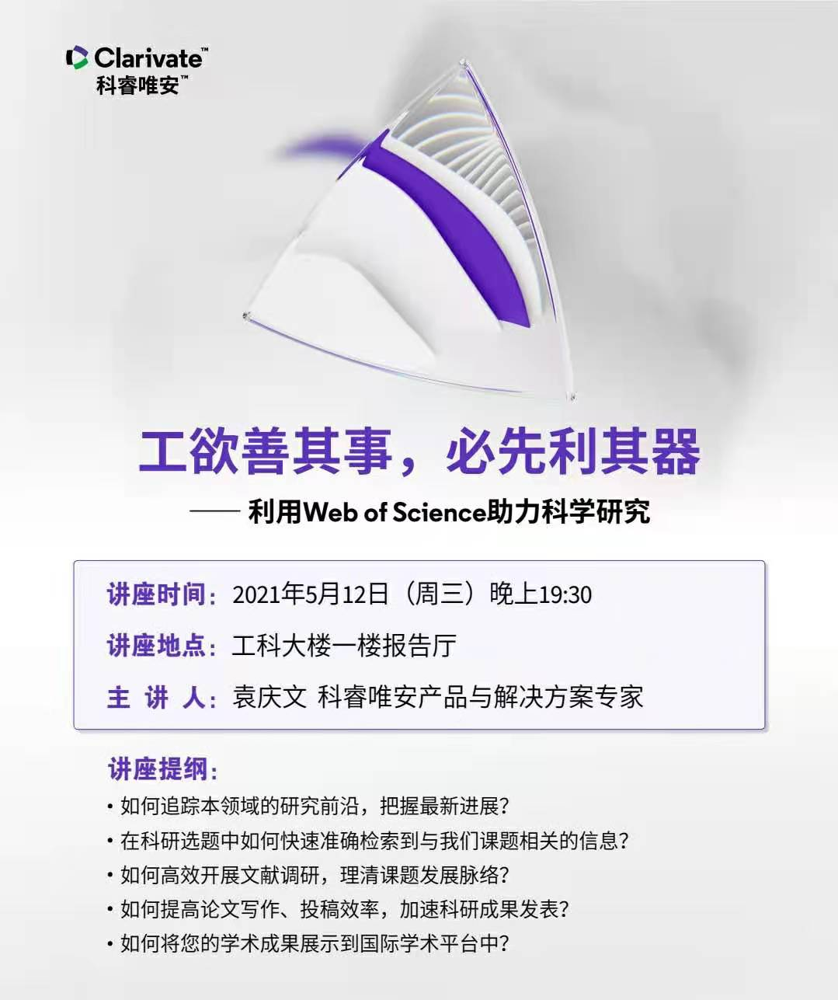 Clarivate™
科睿唯安™
工欲善其事，必先利其器
—— 利用Web of Science助力科学研究
讲座时间：2021年5月12日（周三）晚上19:30
讲座地点：工科大楼一楼报告厅
主 讲 人：袁庆文 科睿唯安产品与解决方案专家
讲座提纲：
·如何追踪本领域的研究前沿，把握最新进展？
·在科研选题中如何快速准确检索到与我们课题相关的信息？
·如何高效开展文献调研，理清课题发展脉络？
·如何提高论文写作、投稿效率，加速科研成果发表？
·如何将您的学术成果展示到国际学术平台中？